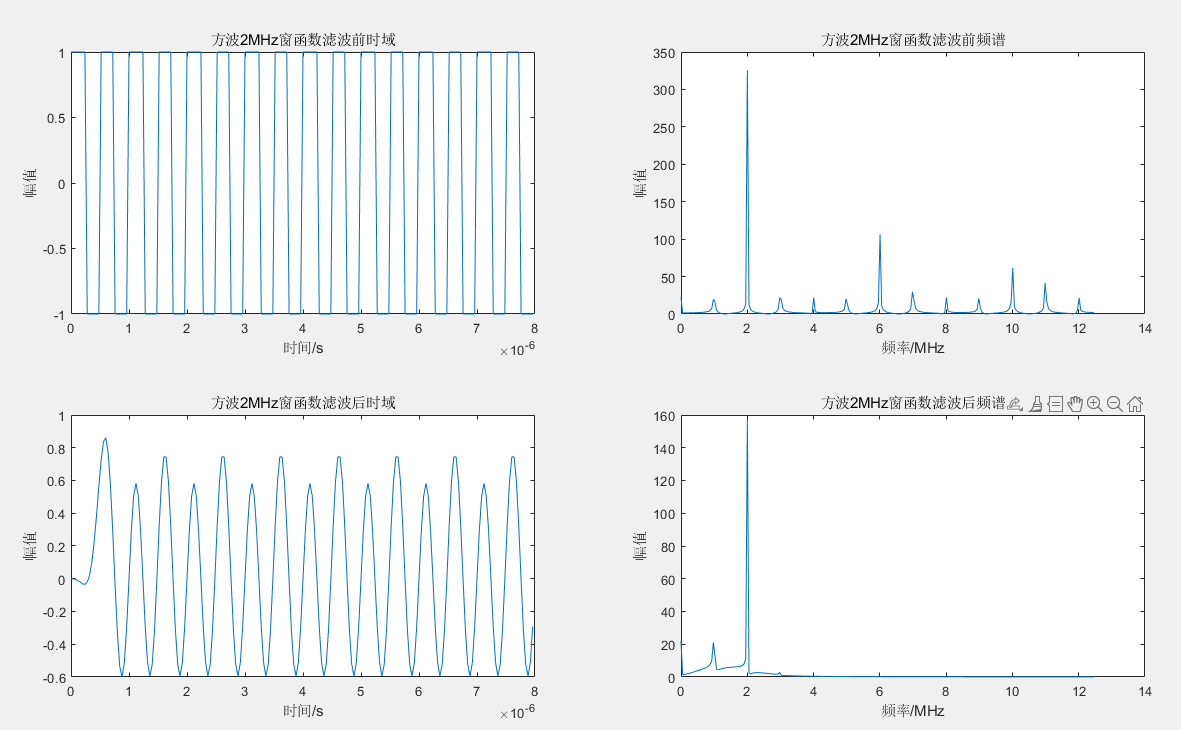 方波2MHz窗函数滤波前时域
1
0.5
0
-0.5
-1
幅值
0 1 2 3 4 5 6 7 8
时间/s
×10-6
方波2MHz窗函数滤波前频谱
350
300
250
200
150
100
50
0
幅值
0 2 4 6 8 10 12 14
频率/MHz
方波2MHz窗函数滤波后时域
1
0.8
0.6
0.4
0.2
0
-0.2
-0.4
-0.6
幅值
0 1 2 3 4 5 6 7 8
时间/s
×10-6
方波2MHz窗函数滤波后频谱
160
140
120
100
80
60
40
20
0
幅值
0 2 4 6 8 10 12 14
频率/MHz